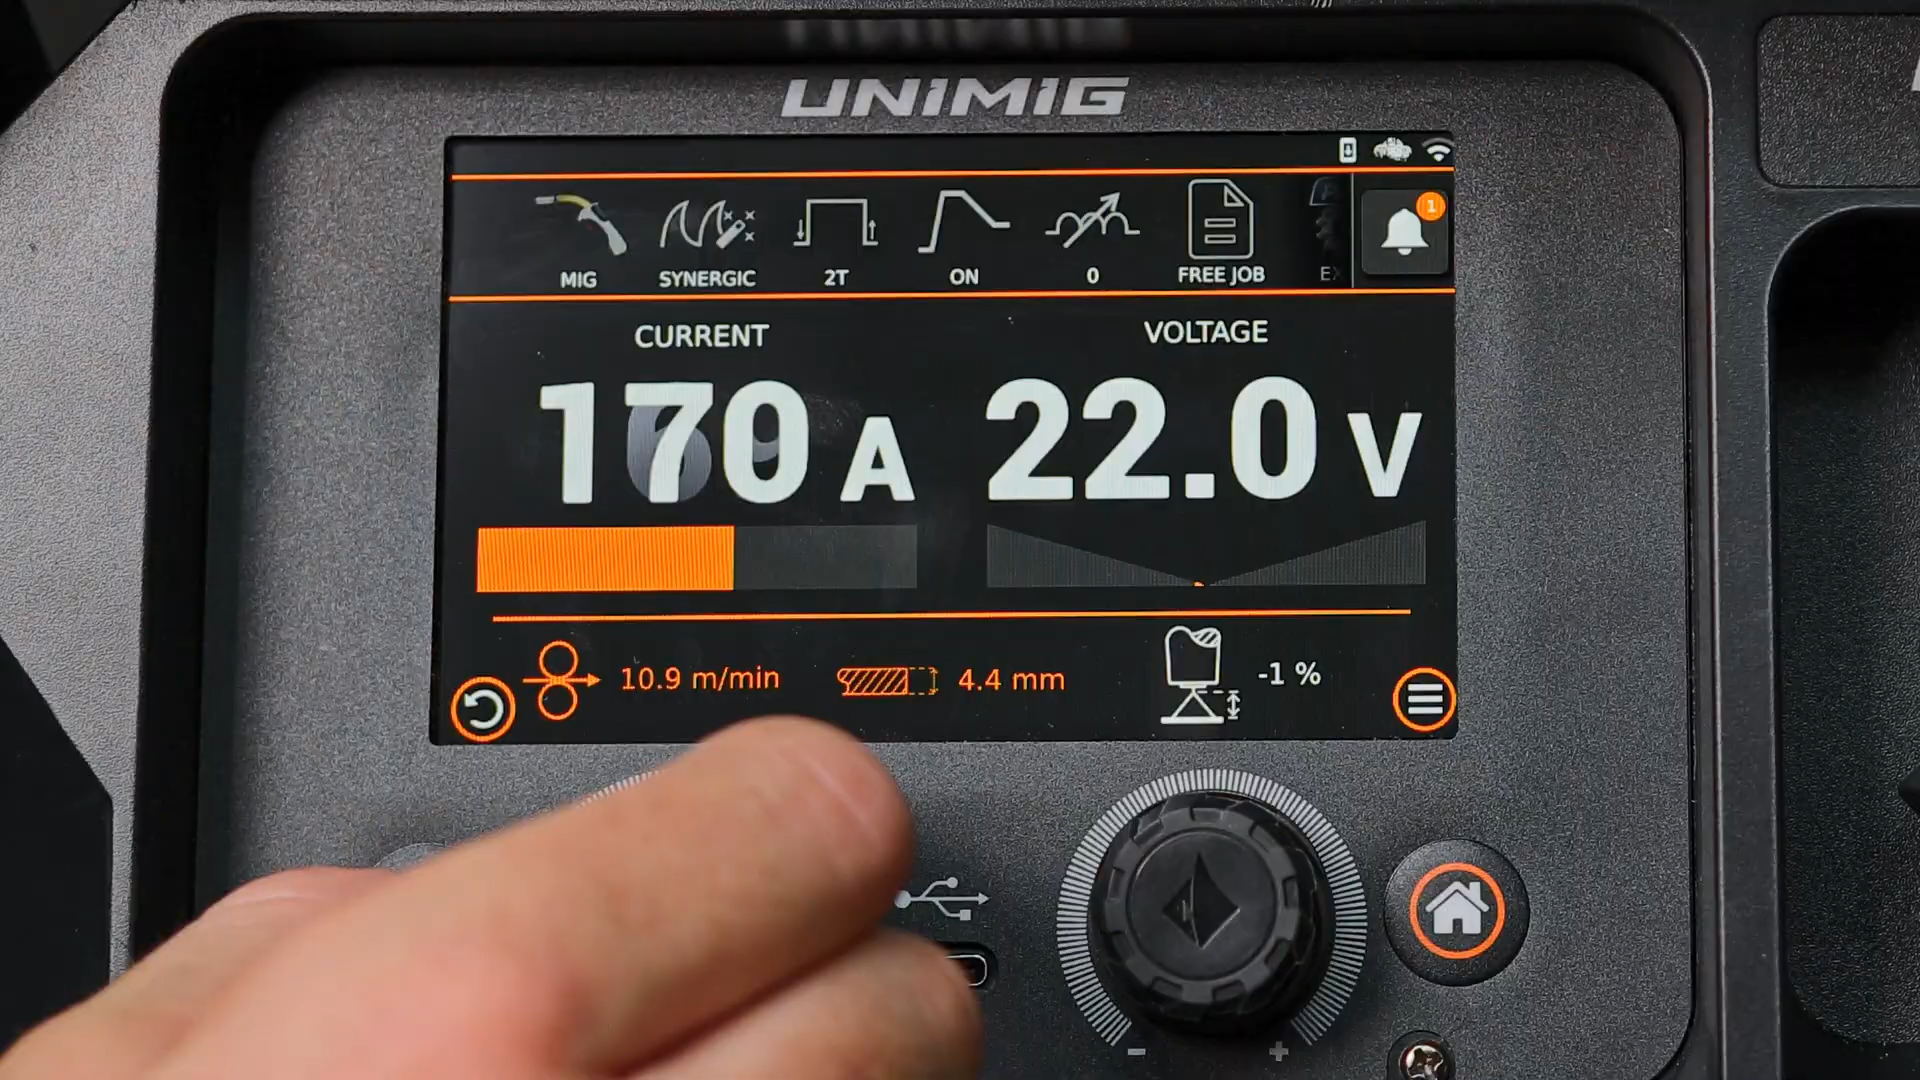 UNIMIG
MIG SYNERGIC 2T ON 0 FREE JOB EX 1
CURRENT VOLTAGE
170 A 22.0 V
10.9 m/min 4.4 mm -1 %
- +